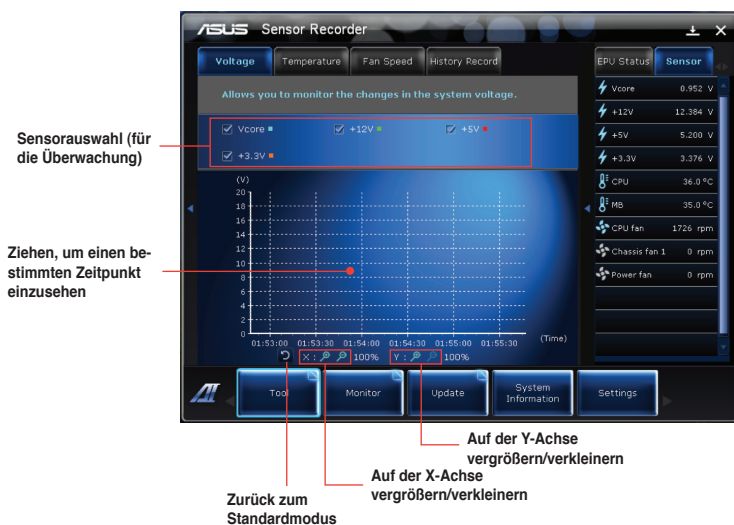 ASUS Sensor Recorder
Voltage Temperature Fan Speed History Record
Allows you to monitor the changes in the system voltage.
Vcore +12V +5V
+3.3V
(V)
20
18
16
14
12
10
8
6
4
2
0
01:53:00 01:53:30 01:54:00 01:54:30 01:55:00 01:55:30 (Time)
X : 100% Y : 100%
EPU Status Sensor
Vcore 0.952 V
+12V 12.384 V
+5V 5.200 V
+3.3V 3.376 V
CPU 36.0 °C
MB 35.0 °C
CPU fan 1726 rpm
Chassis fan 1 0 rpm
Power fan 0 rpm
Tool Monitor Update System Information Settings
Sensorauswahl (für
die Überwachung)
Ziehen, um einen be-
stimmten Zeitpunkt
einzusehen
Auf der Y-Achse
vergrößern/verkleinern
Auf der X-Achse
vergrößern/verkleinern
Zurück zum
Standardmodus